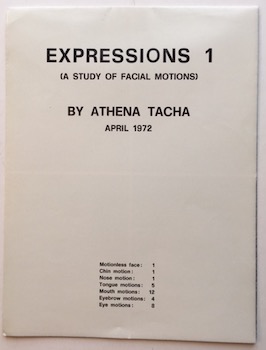 EXPRESSIONS 1
(A STUDY OF FACIAL MOTIONS)
BY ATHENA TACHA
APRIL 1972
Motionless face: 1
Chin motion: 1
Nose motion: 1
Tongue motions: 5
Mouth motions: 12
Eyebrow motions: 4
Eye motions: 8